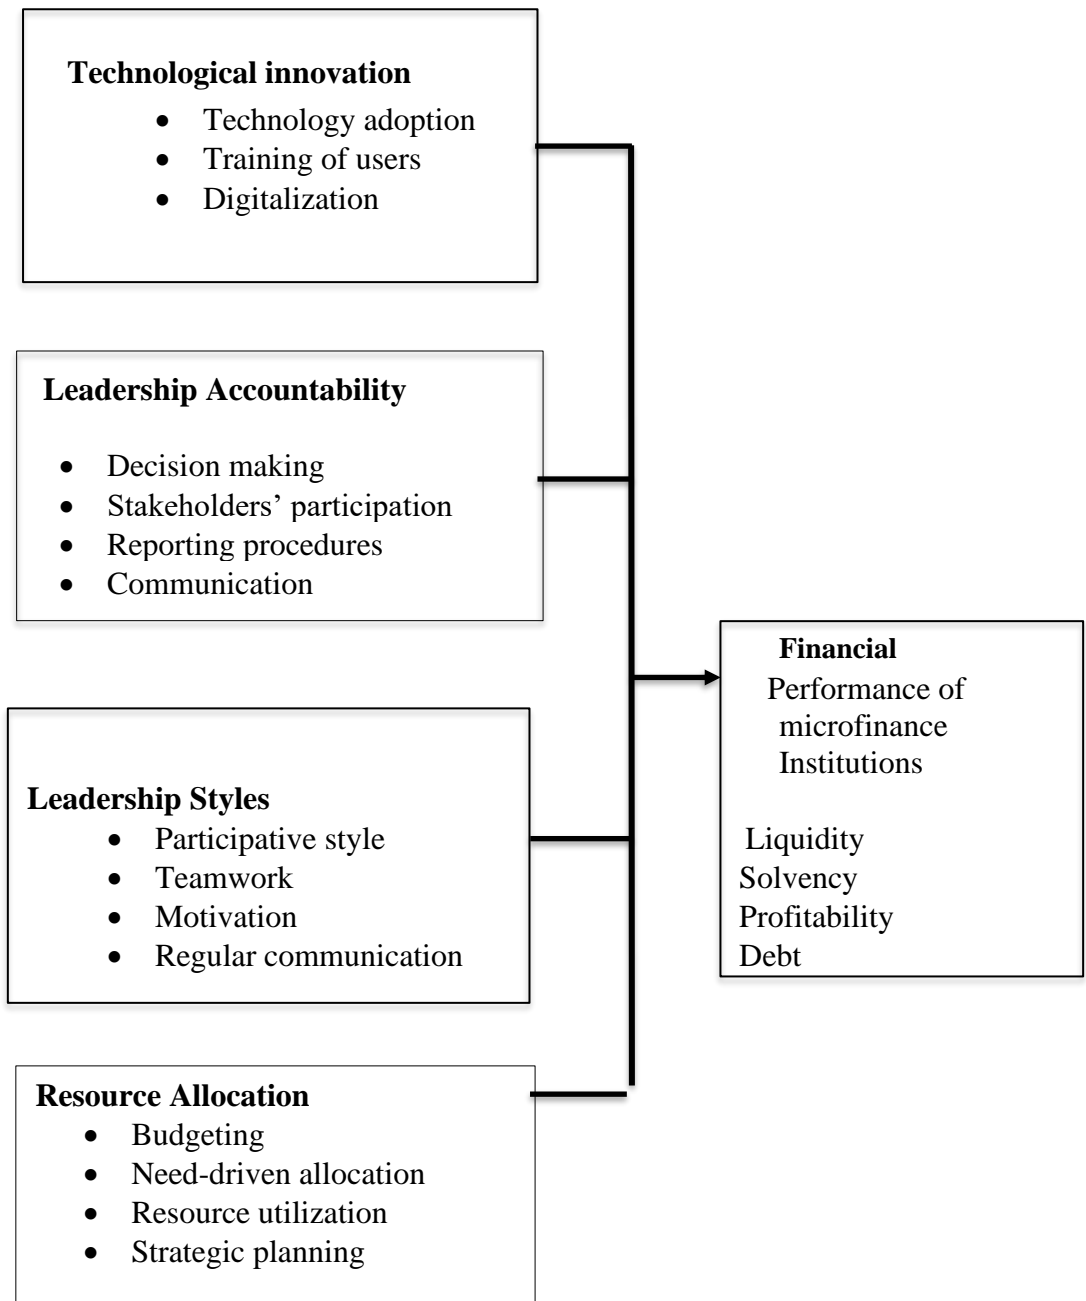 Technological innovation
• Technology adoption
• Training of users
• Digitalization
Leadership Accountability
• Decision making
• Stakeholders’ participation
• Reporting procedures
• Communication
Leadership Styles
• Participative style
• Teamwork
• Motivation
• Regular communication
Resource Allocation
• Budgeting
• Need-driven allocation
• Resource utilization
• Strategic planning
Financial
Performance of
microfinance
Institutions
Liquidity
Solvency
Profitability
Debt